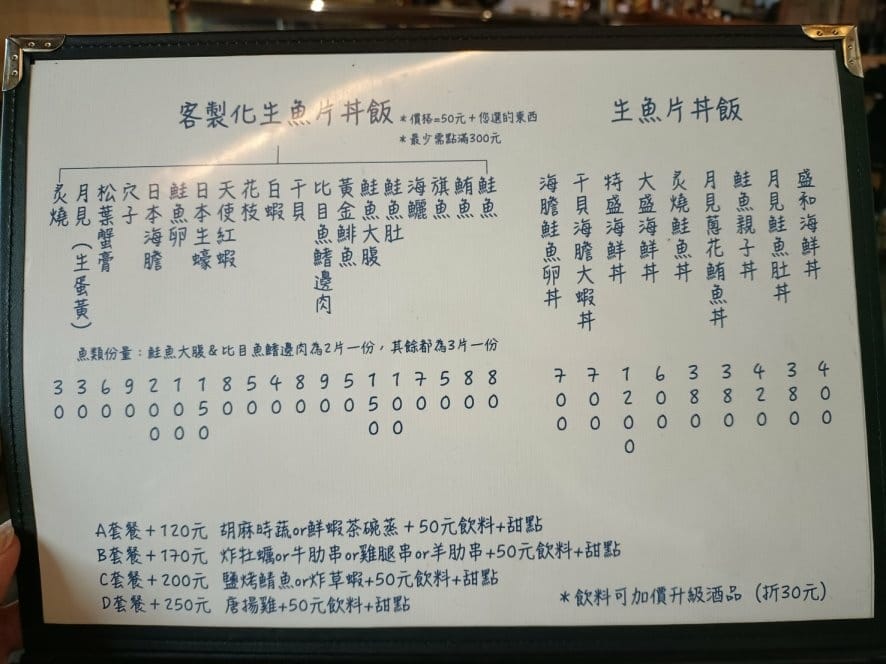 客製化生魚片丼飯
*價格=50元+您選的東西
*最少需點滿300元
鮭魚 80
鮪魚 80
旗魚 50
海鱺 70
鮭魚肚 100
鮭魚大腹 150
黃金鯡魚 50
比目魚鰭邊肉 90
干貝 80
白蝦 40
花枝 50
天使紅蝦 80
日本生蠔 150
鮭魚卵 100
日本海膽 200
穴子 90
松葉蟹膏 60
月見(生蛋黃) 30
炙燒 30
魚類份量:鮭魚大腹&比目魚鰭邊肉為2片一份,其餘都為3片一份
生魚片丼飯
盛和海鮮丼 400
月見鮭魚肚丼 380
鮭魚親子丼 420
月見蔥花鮪魚丼 380
炙燒鮭魚丼 380
大盛海鮮丼 600
特盛海鮮丼 1200
干貝海膽大蝦丼 700
海膽鮭魚卵丼 700
A套餐+120元 胡麻時蔬or鮮蝦茶碗蒸+50元飲料+甜點
B套餐+170元 炸牡蠣or牛肋串or雞腿串or羊肋串+50元飲料+甜點
C套餐+200元 鹽烤鯖魚or炸草蝦+50元飲料+甜點
D套餐+250元 唐揚雞+50元飲料+甜點
*飲料可加價升級酒品(折30元)